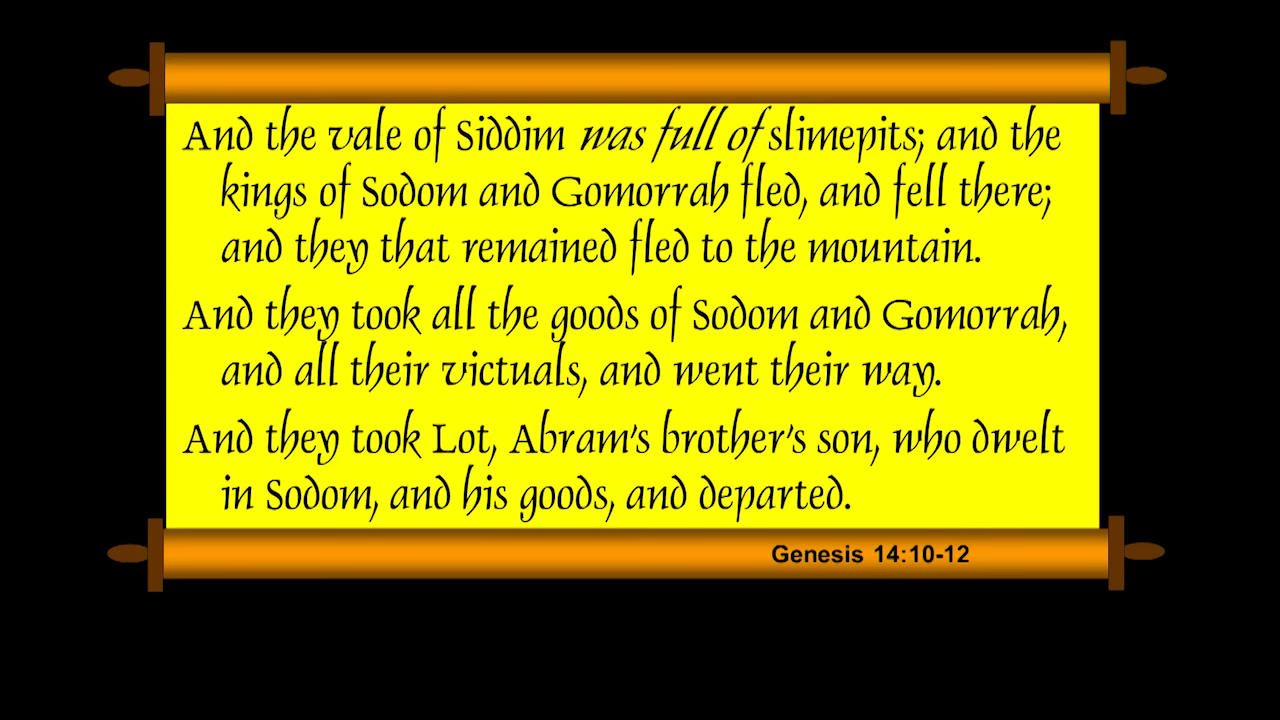 And the vale of Siddim was full of slimepits; and the
kings of Sodom and Gomorrah fled, and fell there;
and they that remained fled to the mountain.
And they took all the goods of Sodom and Gomorrah,
and all their victuals, and went their way.
And they took Lot, Abram's brother's son, who dwelt
in Sodom, and his goods, and departed.
Genesis 14:10-12